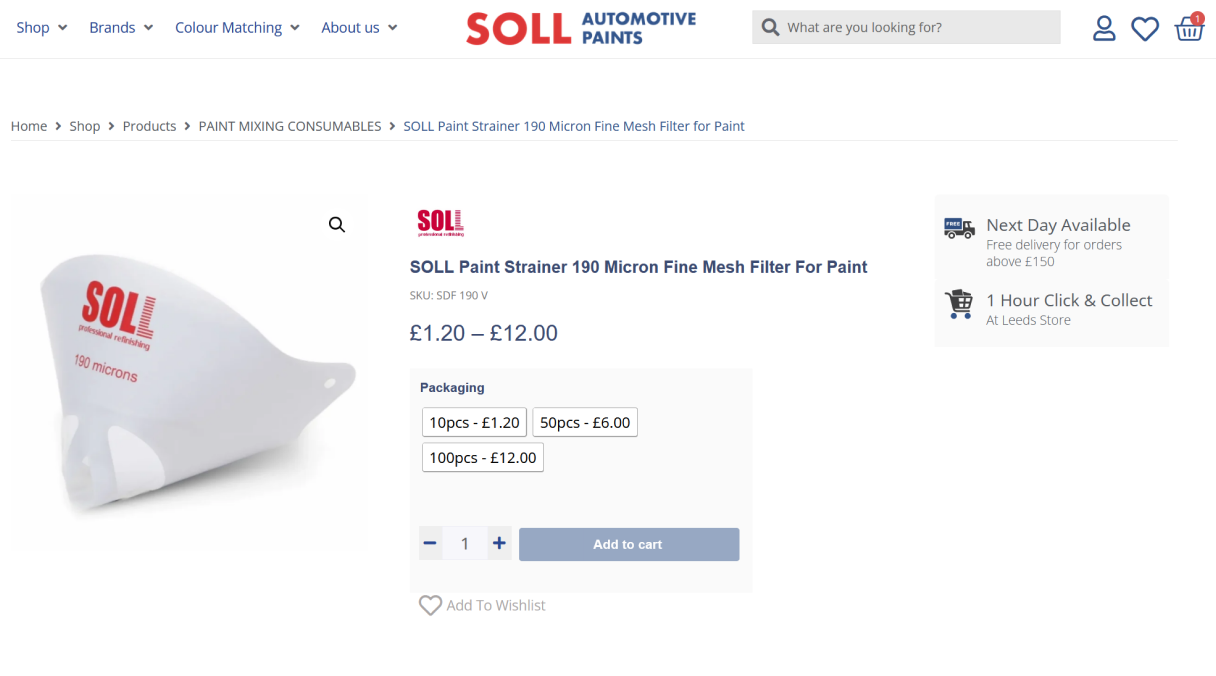 Shop Brands Colour Matching About us
SOLL AUTOMOTIVE
PAINTS
What are you looking for?
1
Home Shop Products PAINT MIXING CONSUMABLES SOLL Paint Strainer 190 Micron Fine Mesh Filter for Paint
SOLL
professional refinishing
190 microns
SOLL
professional refinishing
SOLL Paint Strainer 190 Micron Fine Mesh Filter For Paint
SKU: SDF 190 V
£1.20 – £12.00
Packaging
10pcs - £1.20 50pcs - £6.00
100pcs - £12.00
1 Add to cart
Add To Wishlist
FREE
Next Day Available
Free delivery for orders
above £150
1 Hour Click & Collect
At Leeds Store